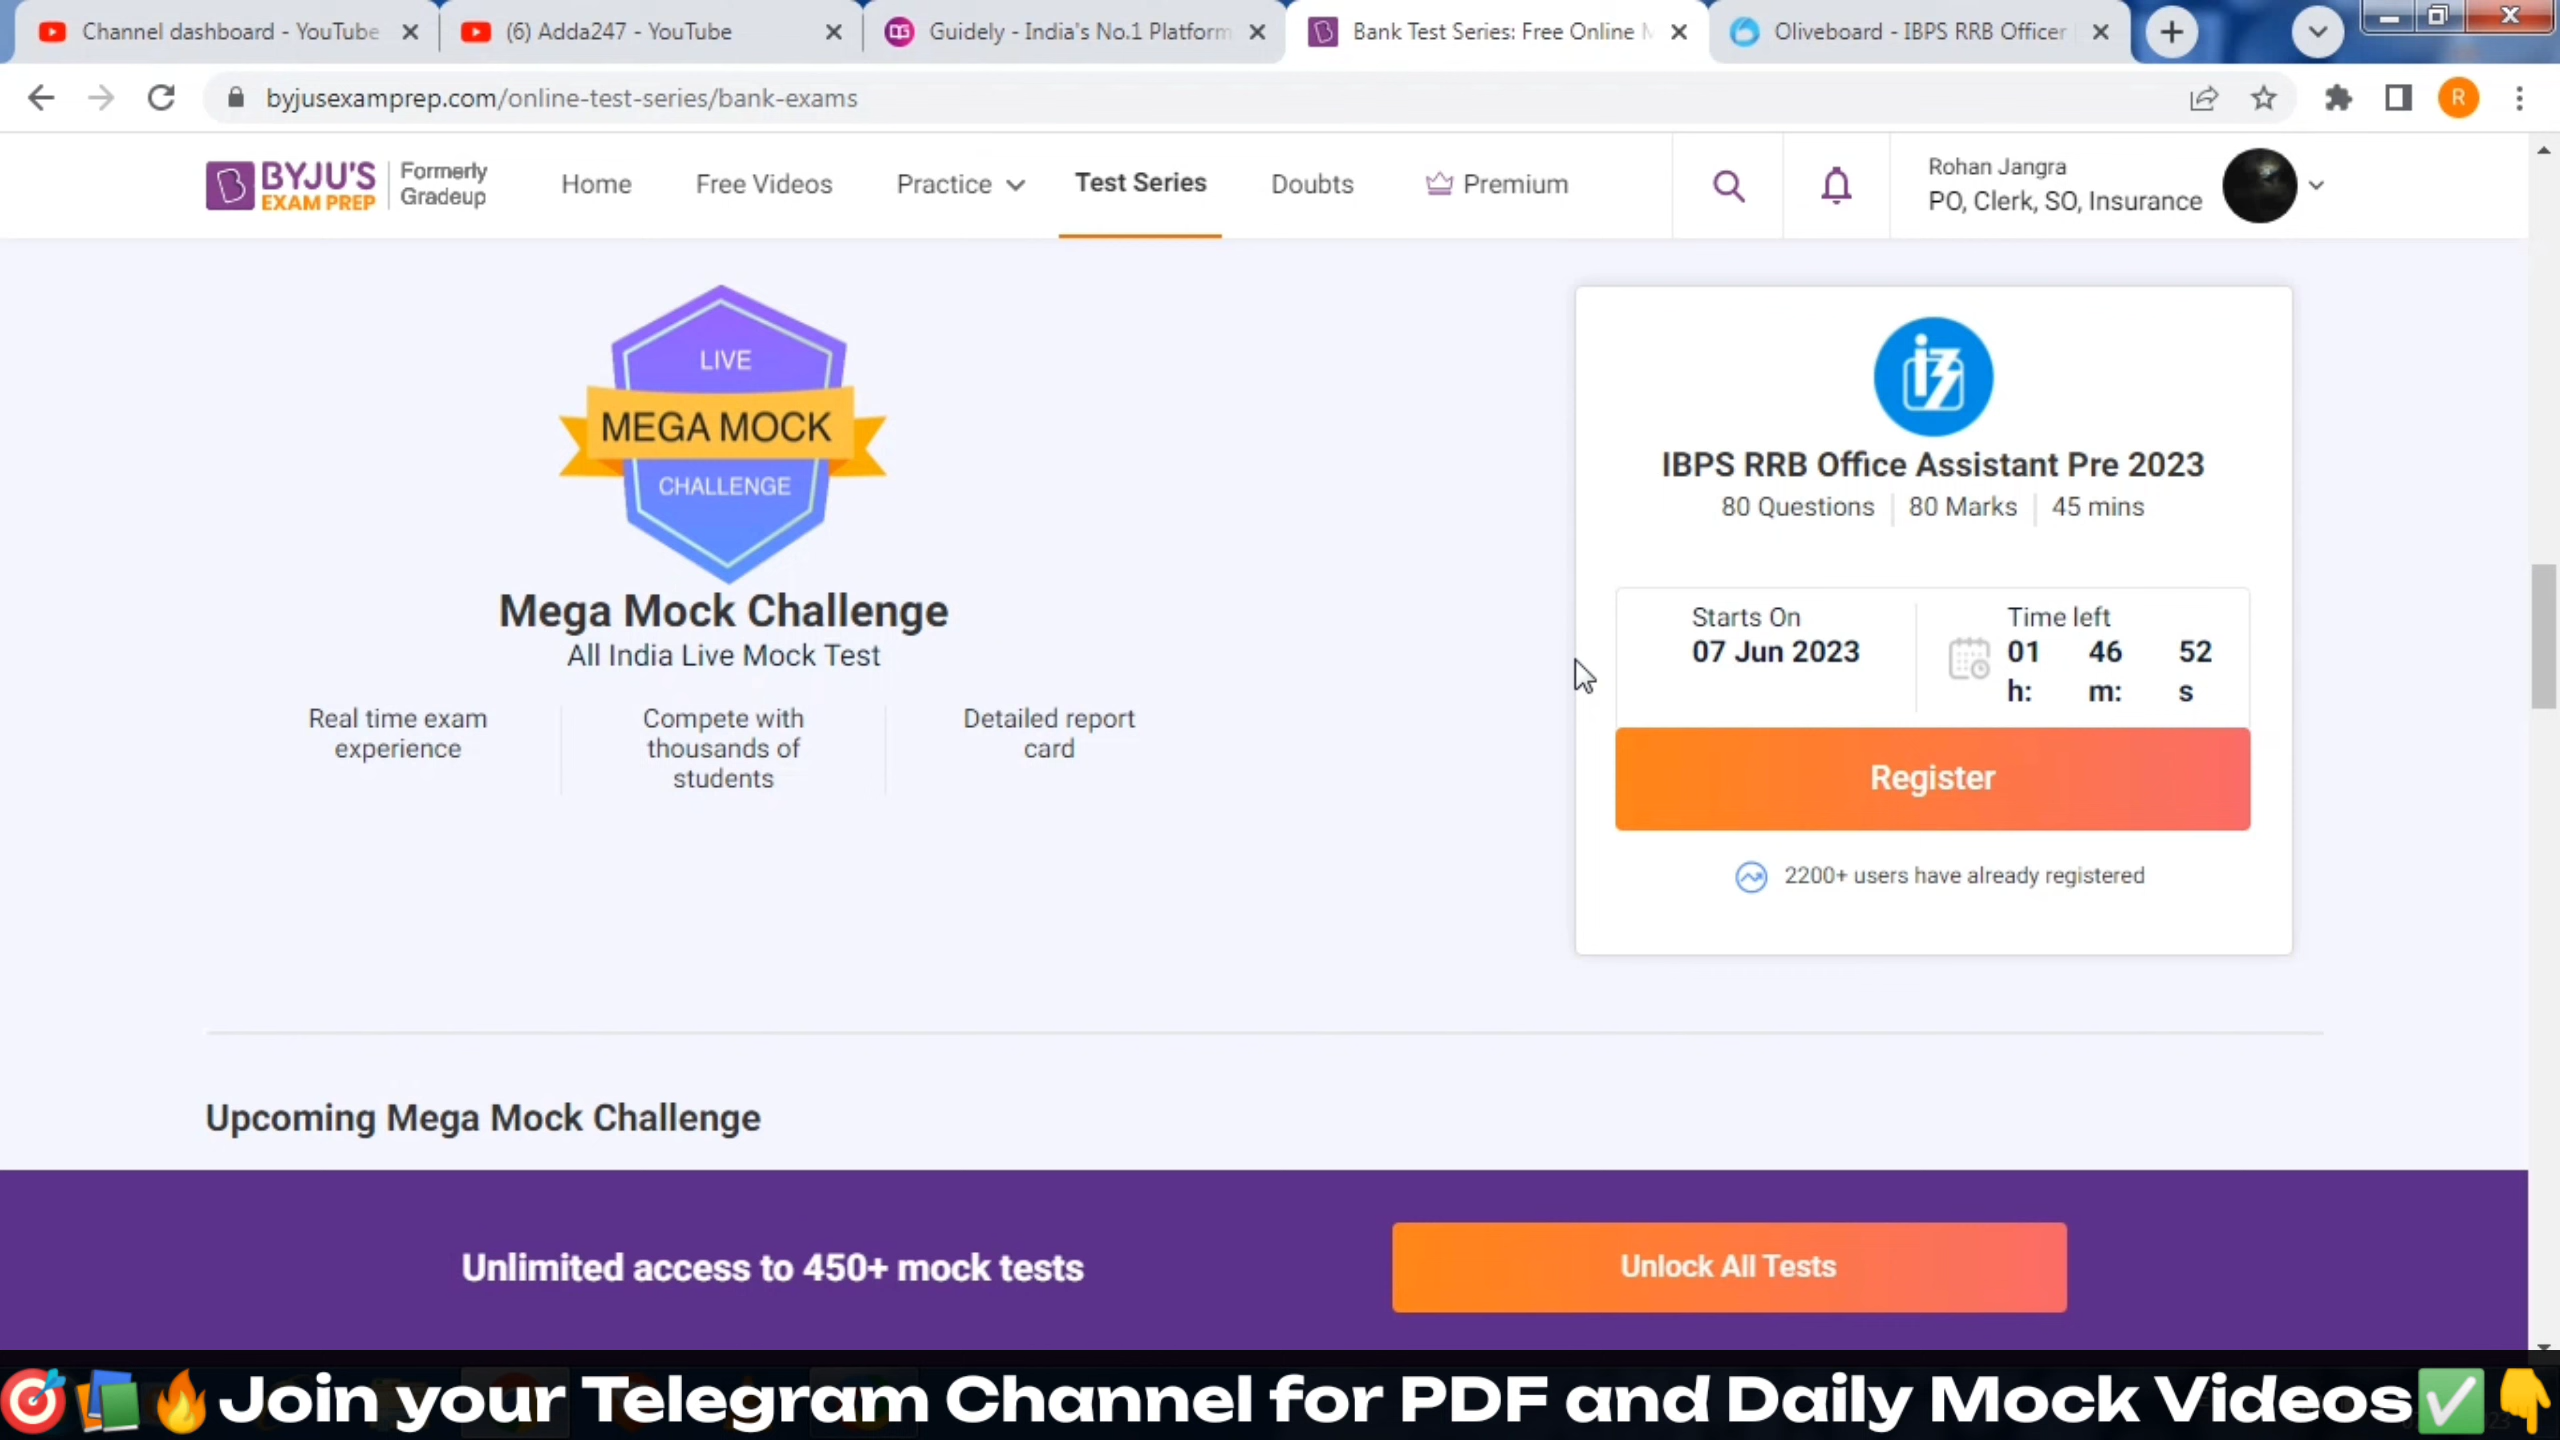 Channel dashboard - YouTube
(6) Adda247 - YouTube
Guidely - India's No.1 Platform
Bank Test Series: Free Online M
Oliveboard - IBPS RRB Officer
byjusexamprep.com/online-test-series/bank-exams
R
BYJU'S
EXAM PREP
Formerly
Gradeup
Home
Free Videos
Practice
Test Series
Doubts
Premium
Rohan Jangra
PO, Clerk, SO, Insurance
LIVE
MEGA MOCK
CHALLENGE
Mega Mock Challenge
All India Live Mock Test
Real time exam
experience
Compete with
thousands of
students
Detailed report
card
IBPS RRB Office Assistant Pre 2023
80 Questions | 80 Marks | 45 mins
Starts On
07 Jun 2023
Time left
01 46 52
h: m: s
Register
2200+ users have already registered
Upcoming Mega Mock Challenge
Unlimited access to 450+ mock tests
Unlock All Tests
🎯📚🔥Join your Telegram Channel for PDF and Daily Mock Videos✅👇